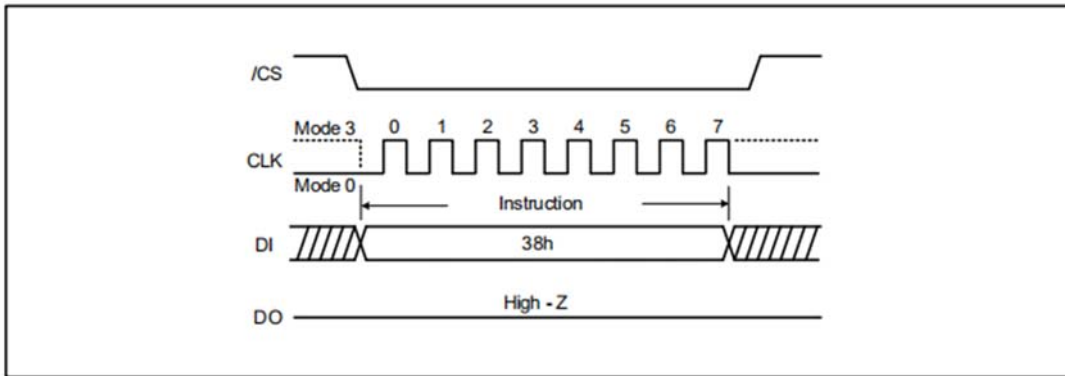 /CS
Mode 3 0 1 2 3 4 5 6 7
CLK
Mode 0
Instruction
DI 38h
High - Z
DO